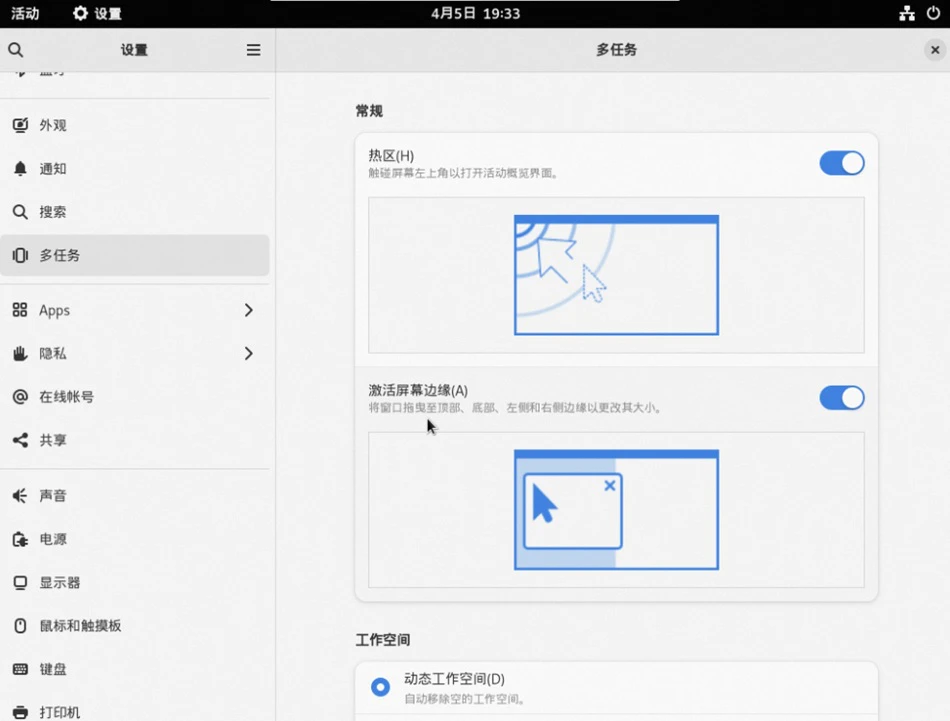 活动
设置
4月5日 19:33
设置
多任务
外观
通知
搜索
多任务
Apps
隐私
在线帐号
共享
声音
电源
显示器
鼠标和触摸板
键盘
打印机
常规
热区(H)
触碰屏幕左上角以打开活动概览界面。
激活屏幕边缘(A)
将窗口拖曳至顶部、底部、左侧和右侧边缘以更改其大小。
工作空间
动态工作空间(D)
自动移除空的工作空间。